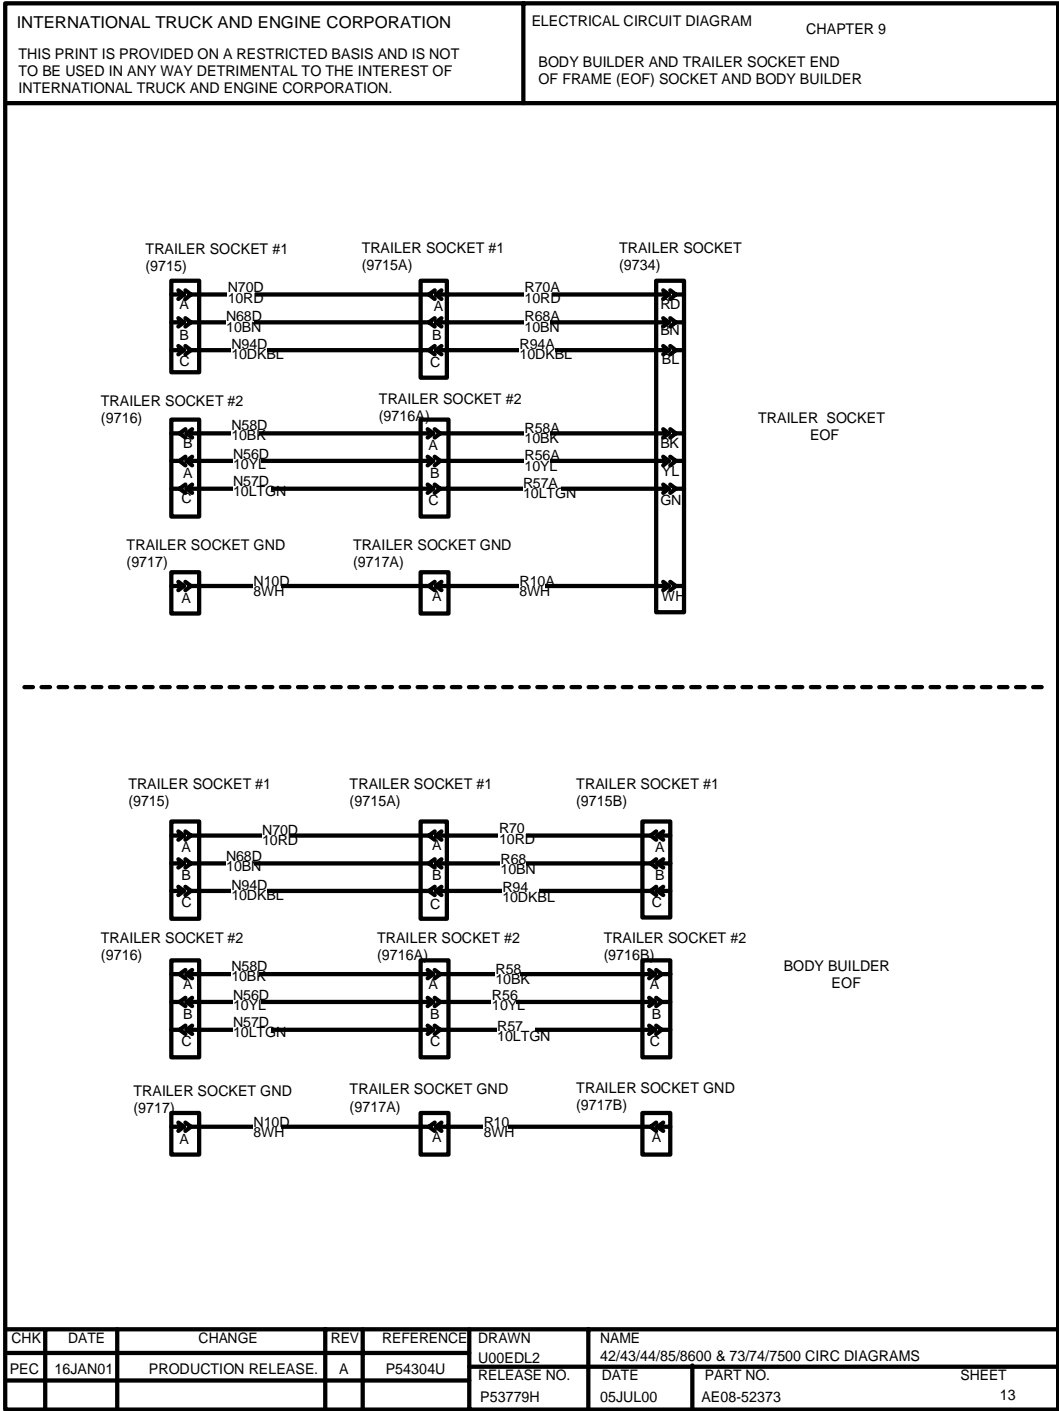 INTERNATIONAL TRUCK AND ENGINE CORPORATION
THIS PRINT IS PROVIDED ON A RESTRICTED BASIS AND IS NOT
TO BE USED IN ANY WAY DETRIMENTAL TO THE INTEREST OF
INTERNATIONAL TRUCK AND ENGINE CORPORATION.
ELECTRICAL CIRCUIT DIAGRAM
CHAPTER 9
BODY BUILDER AND TRAILER SOCKET END
OF FRAME (EOF) SOCKET AND BODY BUILDER
TRAILER SOCKET #1
(9715)
TRAILER SOCKET #1
(9715A)
TRAILER SOCKET
(9734)
A
N70D
10RD
A
R70A
10RD
RD
B
N68D
10BN
B
R68A
10BN
BN
C
N94D
10DKBL
C
R94A
10DKBL
BL
TRAILER SOCKET #2
(9716)
TRAILER SOCKET #2
(9716A)
B
N58D
10BK
A
R58A
10BK
BK
A
N56D
10YL
B
R56A
10YL
YL
C
N57D
10LTGN
C
R57A
10LTGN
GN
TRAILER SOCKET
EOF
TRAILER SOCKET GND
(9717)
TRAILER SOCKET GND
(9717A)
A
N10D
8WH
A
R10A
8WH
WH
TRAILER SOCKET #1
(9715)
TRAILER SOCKET #1
(9715A)
TRAILER SOCKET #1
(9715B)
A
N70D
10RD
A
R70
10RD
A
B
N68D
10BN
B
R68
10BN
B
C
N94D
10DKBL
C
R94
10DKBL
C
TRAILER SOCKET #2
(9716)
TRAILER SOCKET #2
(9716A)
TRAILER SOCKET #2
(9716B)
A
N58D
10BK
A
R58
10BK
A
B
N56D
10YL
B
R56
10YL
B
C
N57D
10LTGN
C
R57
10LTGN
C
BODY BUILDER
EOF
TRAILER SOCKET GND
(9717)
TRAILER SOCKET GND
(9717A)
TRAILER SOCKET GND
(9717B)
A
N10D
8WH
A
R10
8WH
A
CHK DATE CHANGE REV REFERENCE
PEC 16JAN01 PRODUCTION RELEASE. A P54304U
DRAWN
U00EDL2
NAME
42/43/44/85/8600 & 73/74/7500 CIRC DIAGRAMS
RELEASE NO.
P53779H
DATE
05JUL00
PART NO.
AE08-52373
SHEET
13